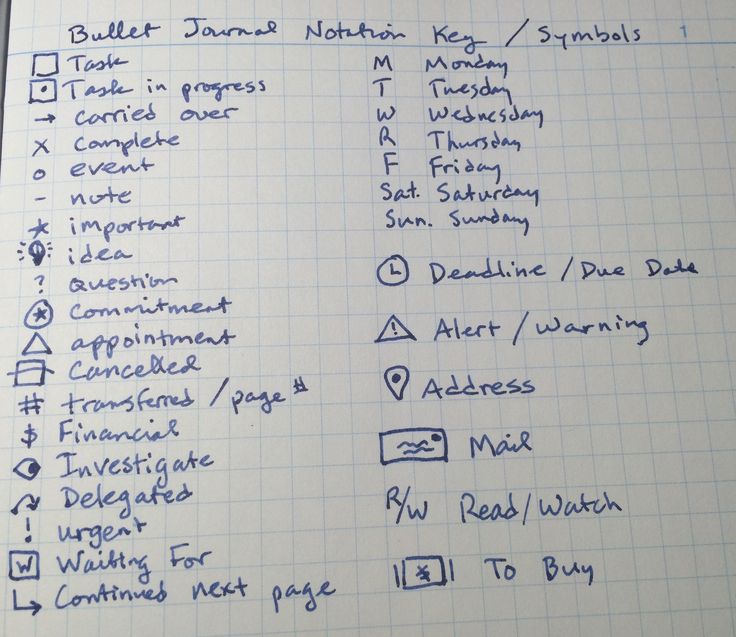 Bullet Journal Notation Key / Symbols 1
Task
Task in progress
→ carried over
x complete
o event
- note
* important
idea
? question
commitment
appointment
Cancelled
# transferred / page #
$ Financial
Investigate
Delegated
! urgent
W Waiting For
Continued next page
M Monday
T Tuesday
W Wednesday
R Thursday
F Friday
Sat. Saturday
Sun. Sunday
Deadline / Due Date
! Alert / Warning
Address
Mail
R/W Read/Watch
To Buy